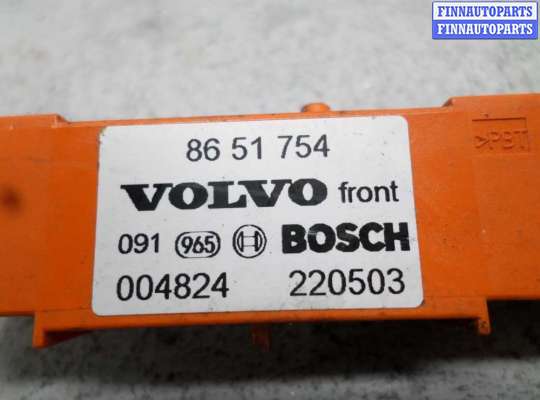 FINNAUTOPARTS
FINNAUTOPARTS
>PBT
86 51 754
VOLVO front
091 965 BOSCH
004824 220503